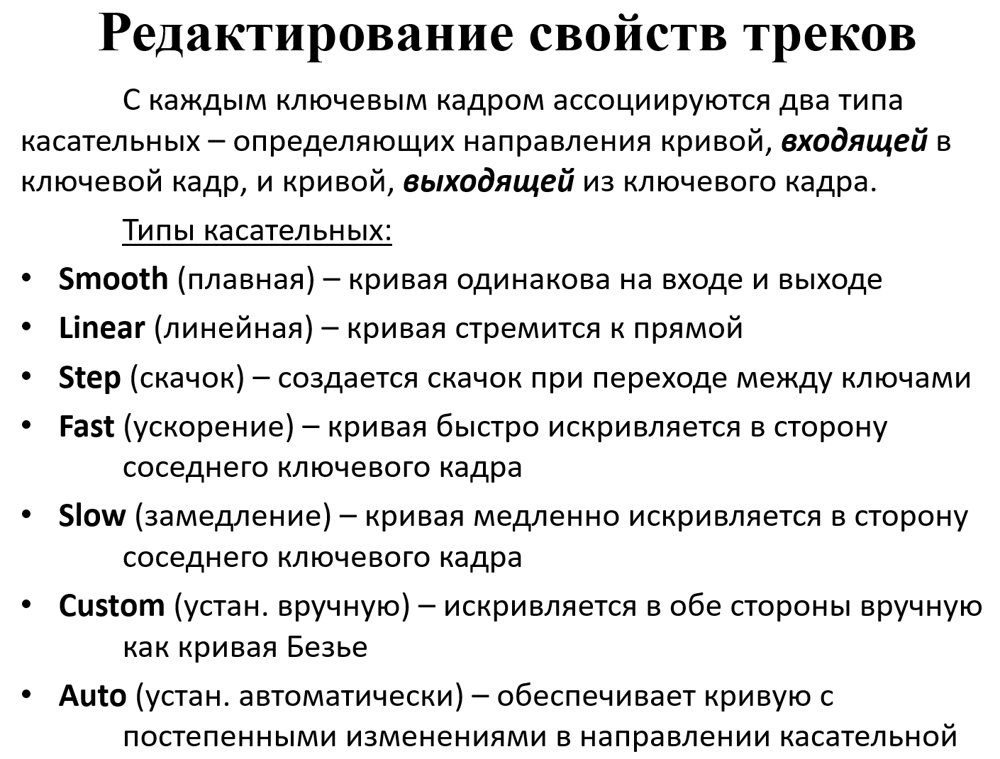 Редактирование свойств треков
С каждым ключевым кадром ассоциируются два типа
касательных – определяющих направления кривой, входящей в
ключевой кадр, и кривой, выходящей из ключевого кадра.
Типы касательных:
• Smooth (плавная) – кривая одинакова на входе и выходе
• Linear (линейная) – кривая стремится к прямой
• Step (скачок) – создается скачок при переходе между ключами
• Fast (ускорение) – кривая быстро искривляется в сторону
соседнего ключевого кадра
• Slow (замедление) – кривая медленно искривляется в сторону
соседнего ключевого кадра
• Custom (устан. вручную) – искривляется в обе стороны вручную
как кривая Безье
• Auto (устан. автоматически) – обеспечивает кривую с
постепенными изменениями в направлении касательной